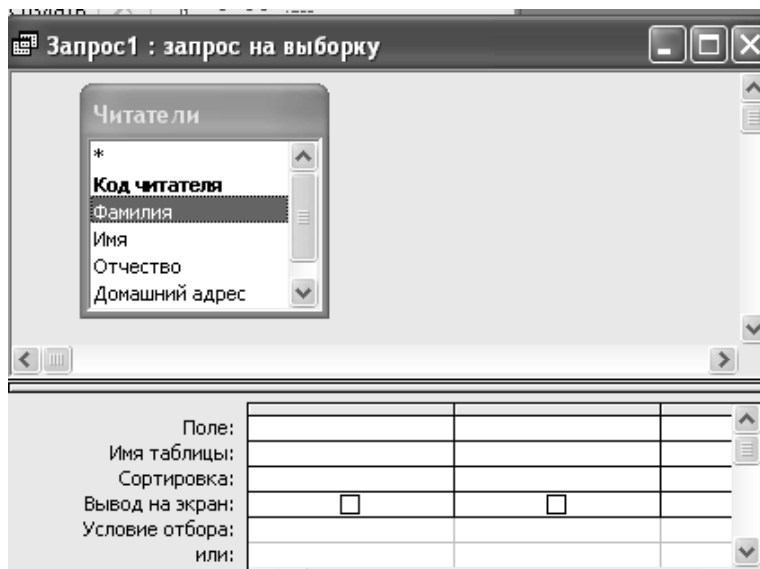 Запрос1 : запрос на выборку
Читатели
*
Код читателя
Фамилия
Имя
Отчество
Домашний адрес
Поле:
Имя таблицы:
Сортировка:
Вывод на экран:
Условие отбора:
или: